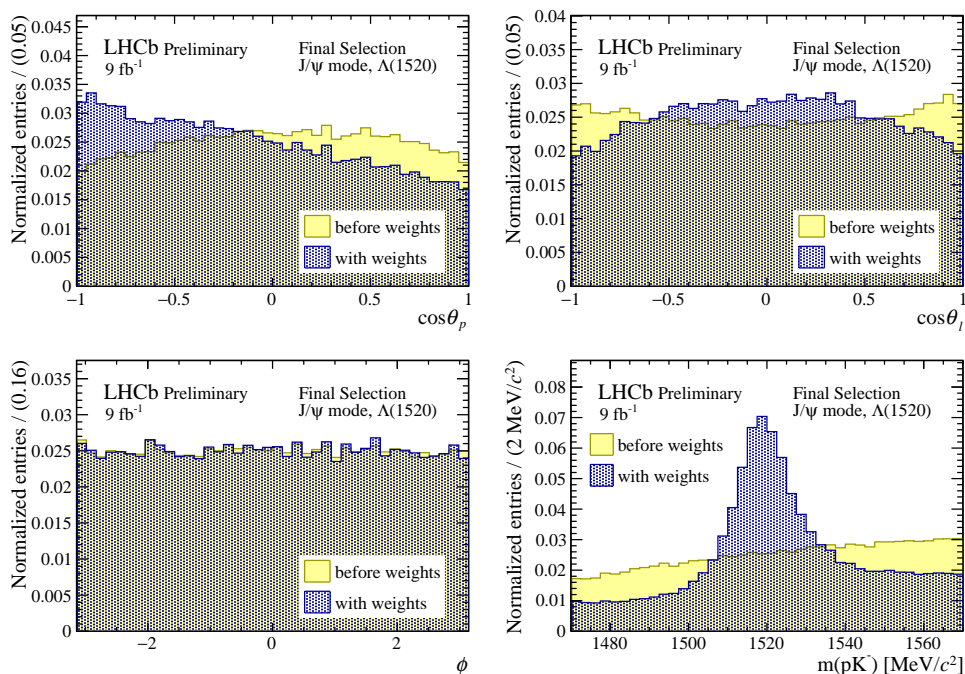 Normalized entries / (0.05)
0.045
0.04
0.035
0.03
0.025
0.02
0.015
0.01
0.005
0
LHCb Preliminary
9 fb⁻¹
Final Selection
J/ψ mode, Λ(1520)
before weights
with weights
−1 −0.5 0 0.5 1
cosθₚ
Normalized entries / (0.05)
0.04
0.035
0.03
0.025
0.02
0.015
0.01
0.005
0
LHCb Preliminary
9 fb⁻¹
Final Selection
J/ψ mode, Λ(1520)
before weights
with weights
−1 −0.5 0 0.5 1
cosθₗ
Normalized entries / (0.16)
0.035
0.03
0.025
0.02
0.015
0.01
0.005
0
LHCb Preliminary
9 fb⁻¹
Final Selection
J/ψ mode, Λ(1520)
before weights
with weights
−2 0 2
ϕ
Normalized entries / (2 MeV/c²)
0.08
0.07
0.06
0.05
0.04
0.03
0.02
0.01
0
LHCb Preliminary
9 fb⁻¹
Final Selection
J/ψ mode, Λ(1520)
before weights
with weights
1480 1500 1520 1540 1560
m(pK⁻) [MeV/c²]